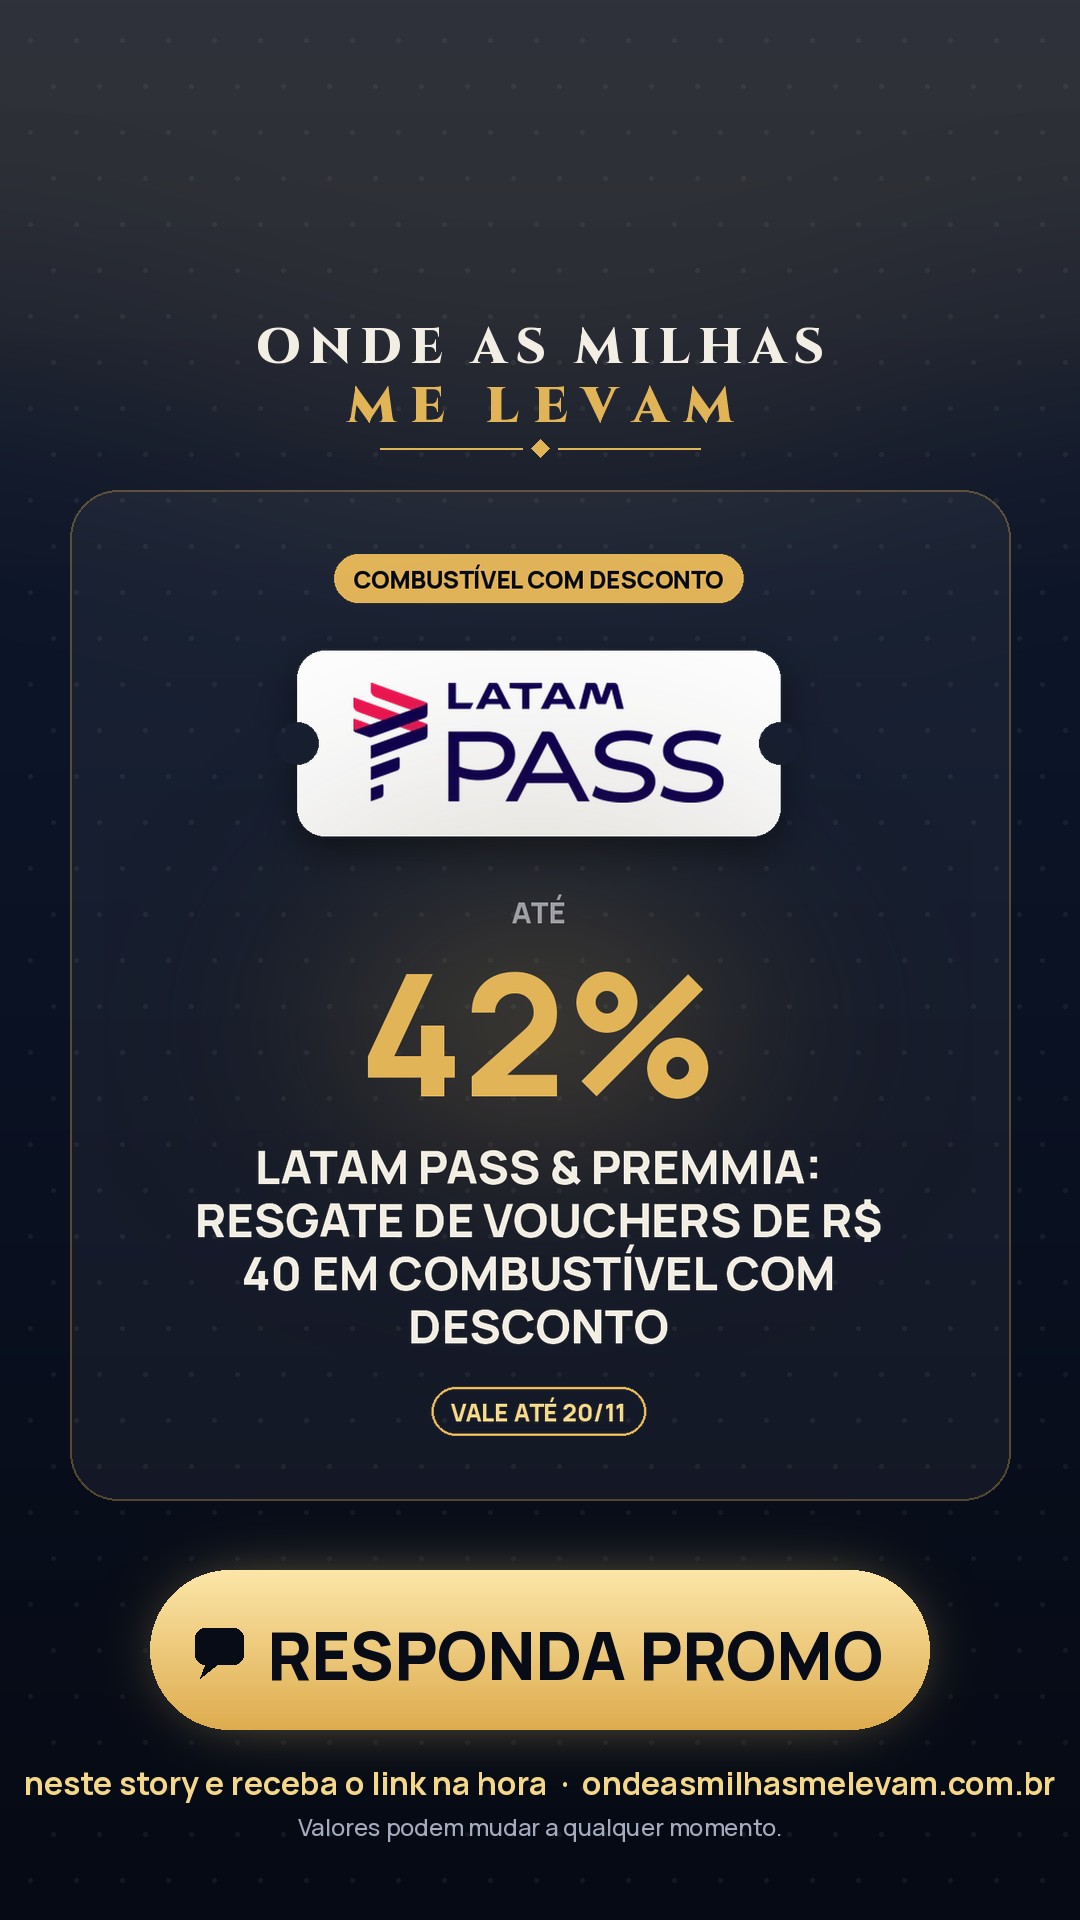 ONDE AS MILHAS
ME LEVAM
COMBUSTÍVEL COM DESCONTO
LATAM
PASS
ATÉ
42%
LATAM PASS & PREMMIA:
RESGATE DE VOUCHERS DE R$
40 EM COMBUSTÍVEL COM
DESCONTO
VALE ATÉ 20/11
RESPONDA PROMO
neste story e receba o link na hora · ondeasmilhasmelevam.com.br
Valores podem mudar a qualquer momento.